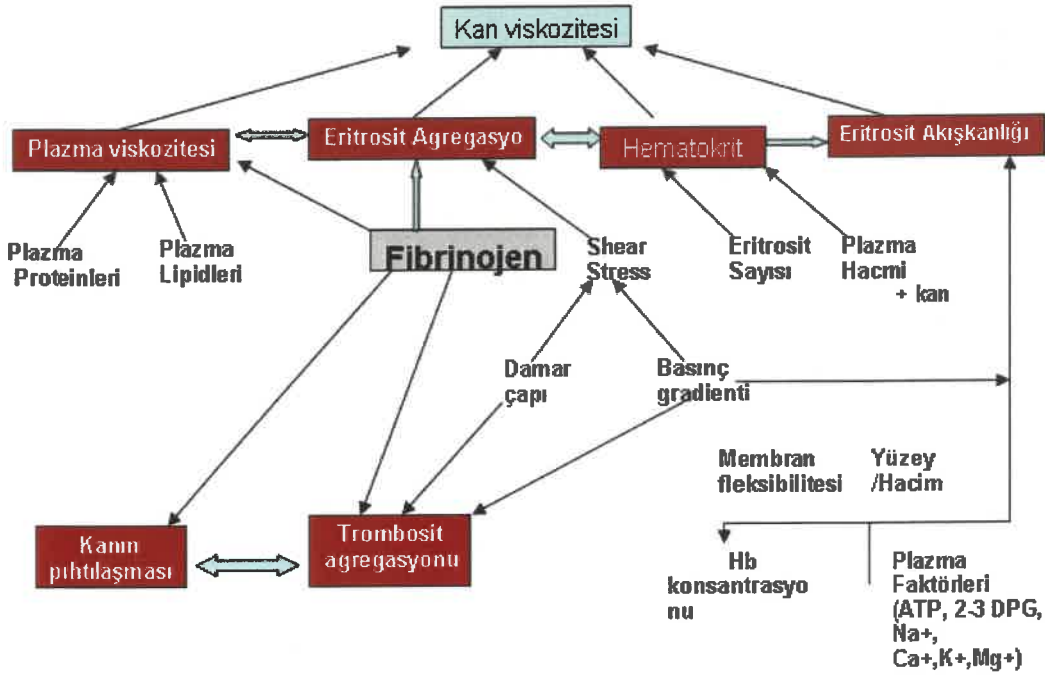 Kan viskozitesi
Plazma viskozitesi
Eritrosit Agregasyo
Hematokrit
Eritrosit Akışkanlığı
Plazma
Proteinleri
Plazma
Lipidleri
Fibrinojen
Shear
Stress
Eritrosit
Sayısı
Plazma
Hacmi
+ kan
Damar
çapı
Basınç
gradienti
Membran
fleksibilitesi
Yüzey
/Hacim
Kanın
pıhtılaşması
Trombosit
agregasyonu
Hb
konsantrasyo
nu
Plazma
Faktörleri
(ATP, 2-3 DPG,
Na+,
Ca+,K+,Mg+)